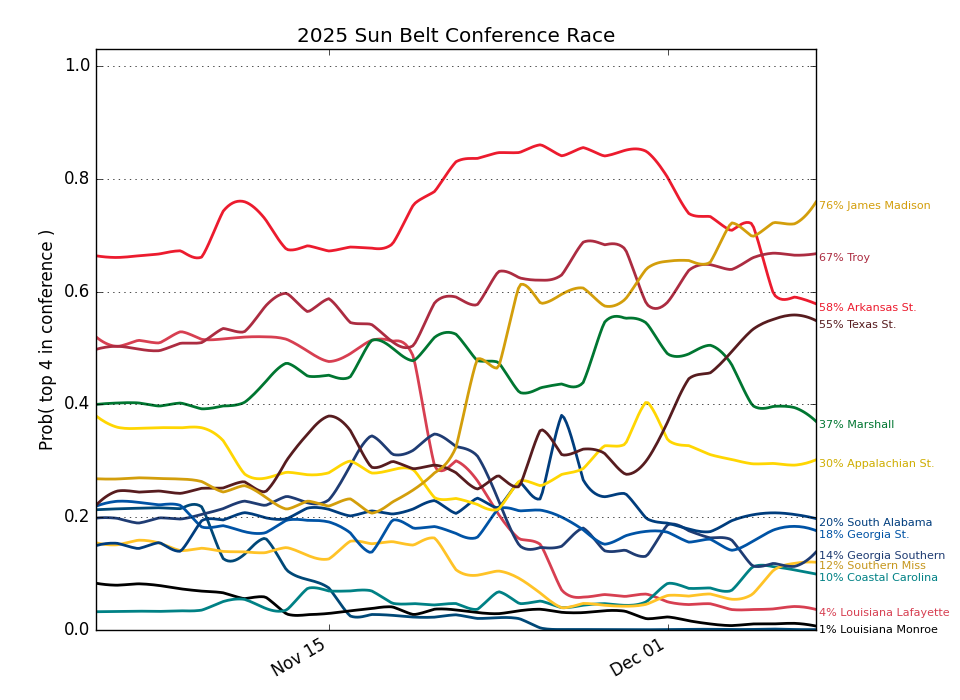 2025 Sun Belt Conference Race
1.0
0.8
0.6
0.4
0.2
0.0
Prob( top 4 in conference )
Nov 15
Dec 01
76% James Madison
67% Troy
58% Arkansas St.
55% Texas St.
37% Marshall
30% Appalachian St.
20% South Alabama
18% Georgia St.
14% Georgia Southern
12% Southern Miss
10% Coastal Carolina
4% Louisiana Lafayette
1% Louisiana Monroe